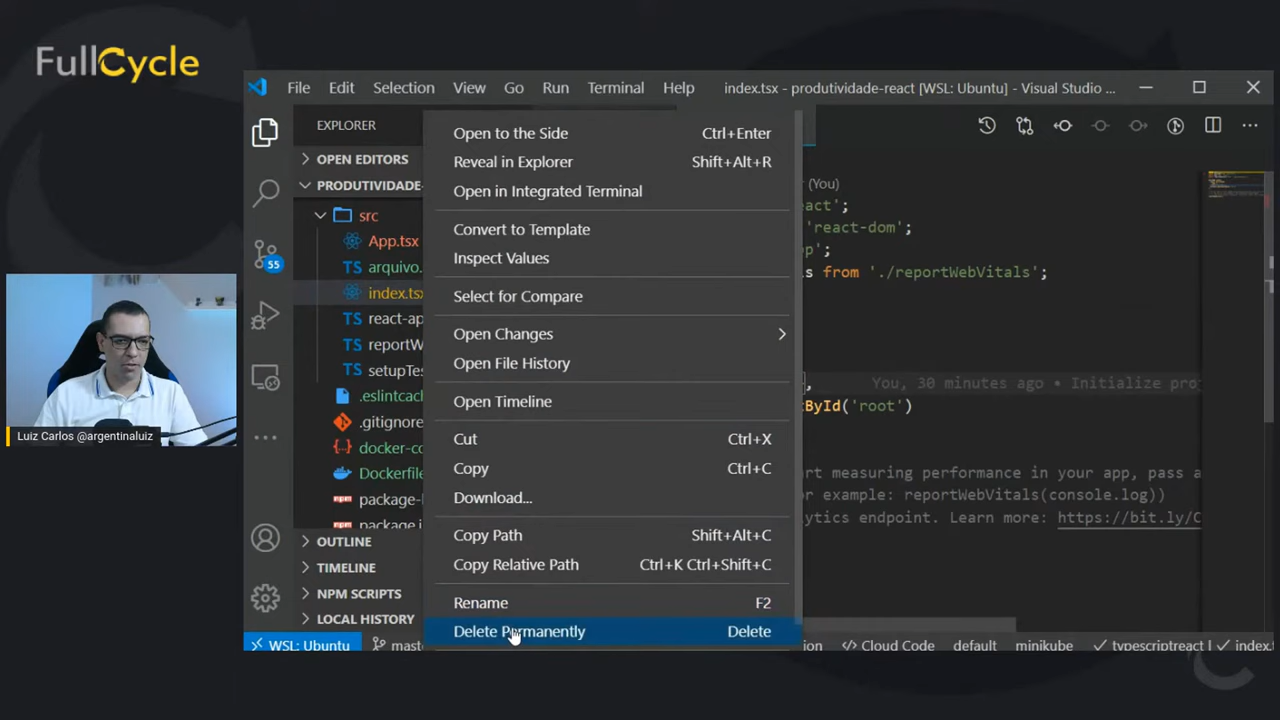 FullCycle
File Edit Selection View Go Run Terminal Help index.tsx - produtividade-react [WSL: Ubuntu] - Visual Studio ...
EXPLORER
OPEN EDITORS
PRODUTIVIDADE-
src
App.tsx
TS arquivo.
index.tsx
TS react-ap
TS reportW
TS setupTes
.eslintcac
.gitignore
docker-co
Dockerfile
package-
package.j
OUTLINE
TIMELINE
NPM SCRIPTS
LOCAL HISTORY
55
Open to the Side Ctrl+Enter
Reveal in Explorer Shift+Alt+R
Open in Integrated Terminal
Convert to Template
Inspect Values
Select for Compare
Open Changes
Open File History
Open Timeline
Cut Ctrl+X
Copy Ctrl+C
Download...
Copy Path Shift+Alt+C
Copy Relative Path Ctrl+K Ctrl+Shift+C
Rename F2
Delete Permanently Delete
(You)
act';
'react-dom';
p';
s from './reportWebVitals';
, You, 30 minutes ago • Initialize pro
ById('root')
rt measuring performance in your app, pass a
or example: reportWebVitals(console.log))
ytics endpoint. Learn more: https://bit.ly/C
Luiz Carlos @argentinaluiz
WSL: Ubuntu mast ion Code Cloud default minikube typescriptreact index.t